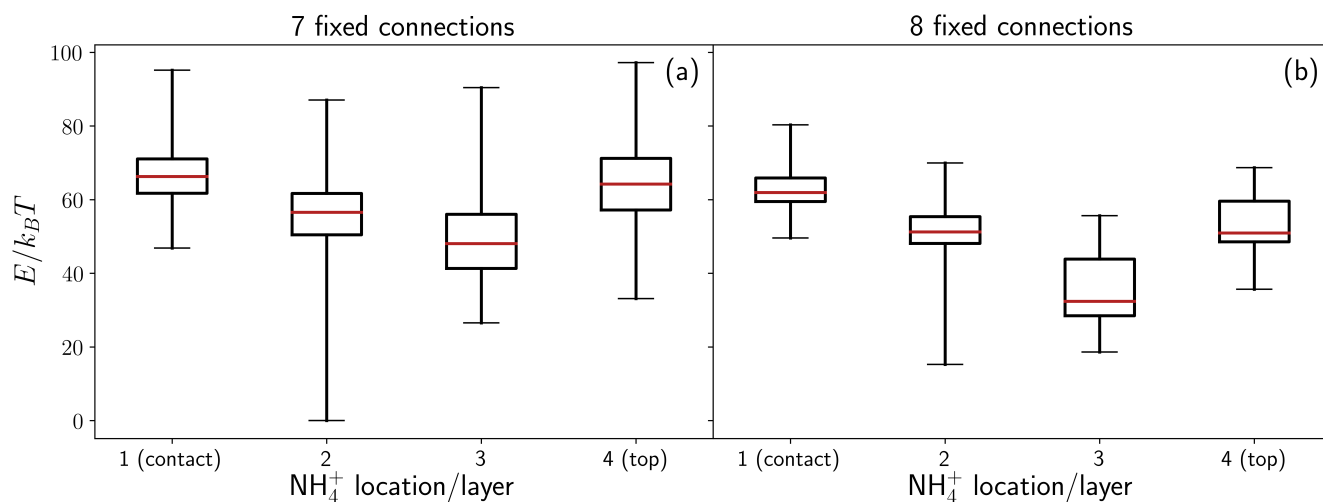 7 fixed connections
8 fixed connections
(a)
(b)
100
80
60
40
20
0
E/k_BT
1 (contact)
2
3
4 (top)
1 (contact)
2
3
4 (top)
NH₄⁺ location/layer
NH₄⁺ location/layer